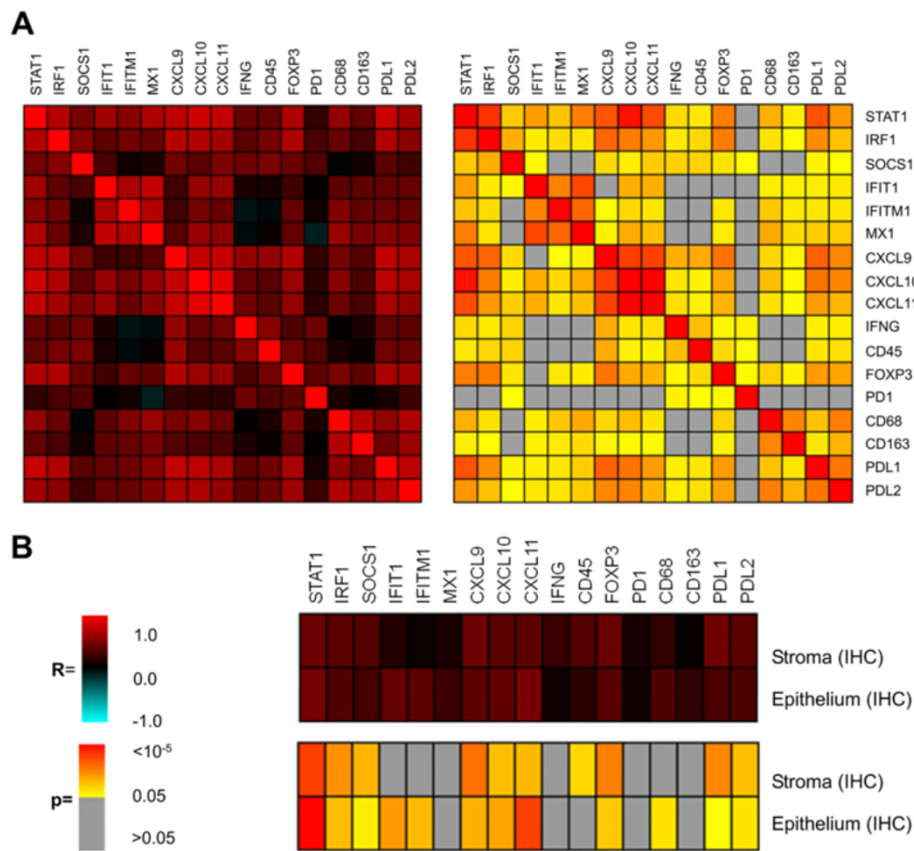 A
STAT1 IRF1 SOCS1 IFIT1 IFITM1 MX1 CXCL9 CXCL10 CXCL11 IFNG CD45 FOXP3 PD1 CD68 CD163 PDL1 PDL2
STAT1 IRF1 SOCS1 IFIT1 IFITM1 MX1 CXCL9 CXCL10 CXCL11 IFNG CD45 FOXP3 PD1 CD68 CD163 PDL1 PDL2
STAT1
IRF1
SOCS1
IFIT1
IFITM1
MX1
CXCL9
CXCL10
CXCL11
IFNG
CD45
FOXP3
PD1
CD68
CD163
PDL1
PDL2
B
STAT1 IRF1 SOCS1 IFIT1 IFITM1 MX1 CXCL9 CXCL10 CXCL11 IFNG CD45 FOXP3 PD1 CD68 CD163 PDL1 PDL2
R=
1.0
0.0
-1.0
Stroma (IHC)
Epithelium (IHC)
p=
<10⁻⁵
0.05
>0.05
Stroma (IHC)
Epithelium (IHC)